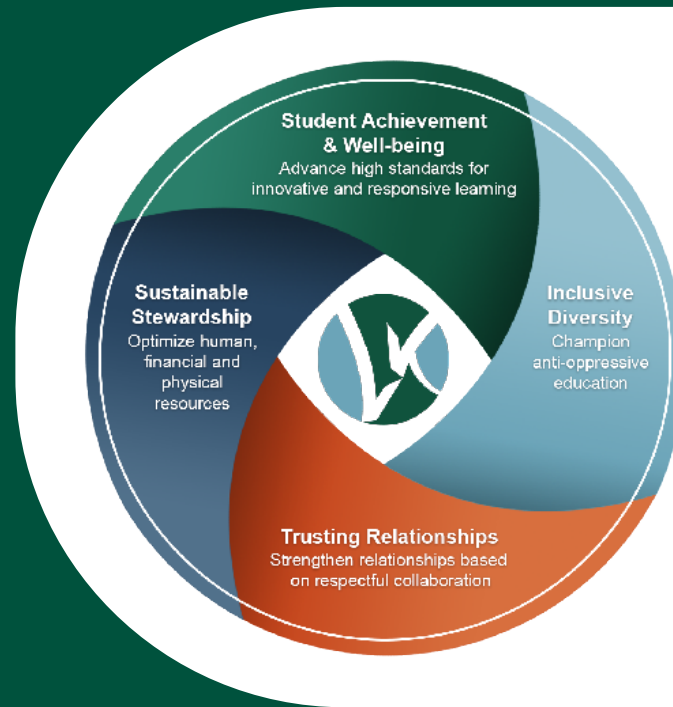 Student Achievement
& Well-being
Advance high standards for
innovative and responsive learning
Sustainable
Stewardship
Optimize human,
financial and
physical
resources
Inclusive
Diversity
Champion
anti-oppressive
education
Trusting Relationships
Strengthen relationships based
on respectful collaboration